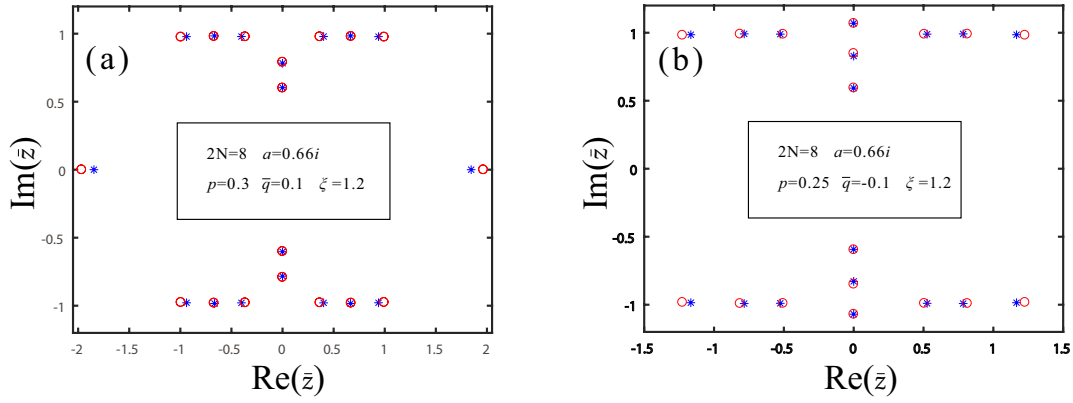 (a)
1
0.5
0
-0.5
-1
Im(z̄)
2N=8 a=0.66i
p=0.3 q̄=0.1 ξ=1.2
-2 -1.5 -1 -0.5 0 0.5 1 1.5 2
Re(z̄)
(b)
1
0.5
0
-0.5
-1
Im(z̄)
2N=8 a=0.66i
p=0.25 q̄=-0.1 ξ=1.2
-1.5 -1 -0.5 0 0.5 1 1.5
Re(z̄)